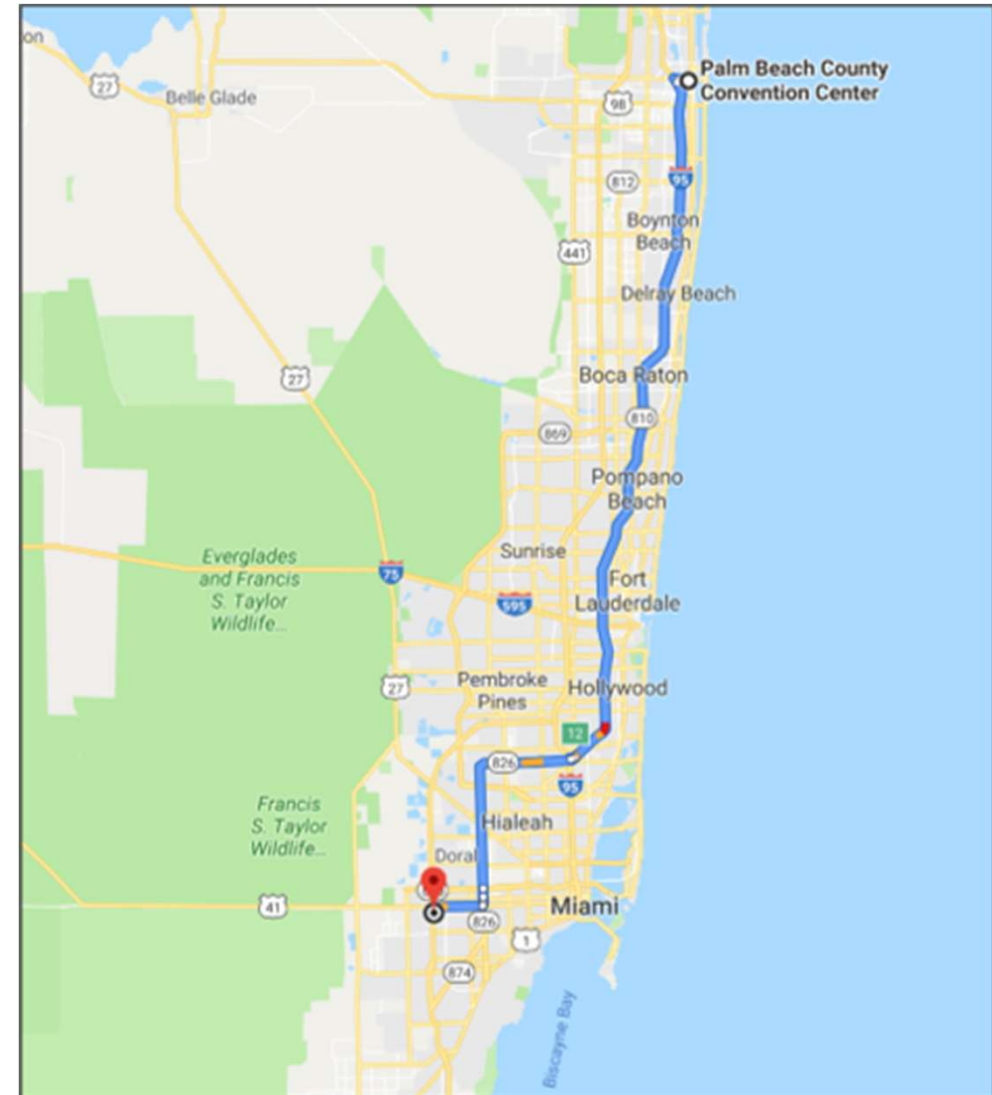 on
Palm Beach County
Convention Center
27
Belle Glade
98
95
812
Boynton
Beach
441
Delray Beach
27
Boca Raton
810
869
Pompano
Beach
Sunrise
Everglades
and Francis
S. Taylor
Wildlife...
75
Fort
Lauderdale
595
Pembroke
Pines
27
Hollywood
12
826
95
Francis
S. Taylor
Wildlife...
Hialeah
Doral
41
Miami
826
1
874
Biscayne Bay